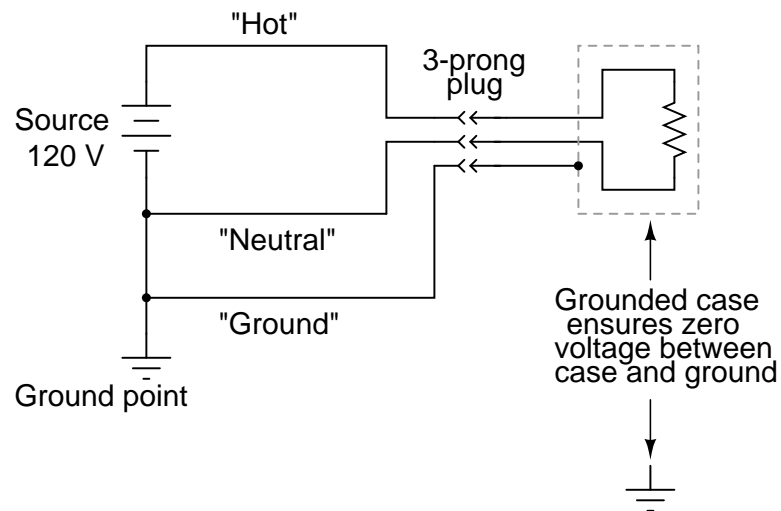 "Hot"
3-prong
plug
Source
120 V
"Neutral"
"Ground"
Ground point
Grounded case
ensures zero
voltage between
case and ground